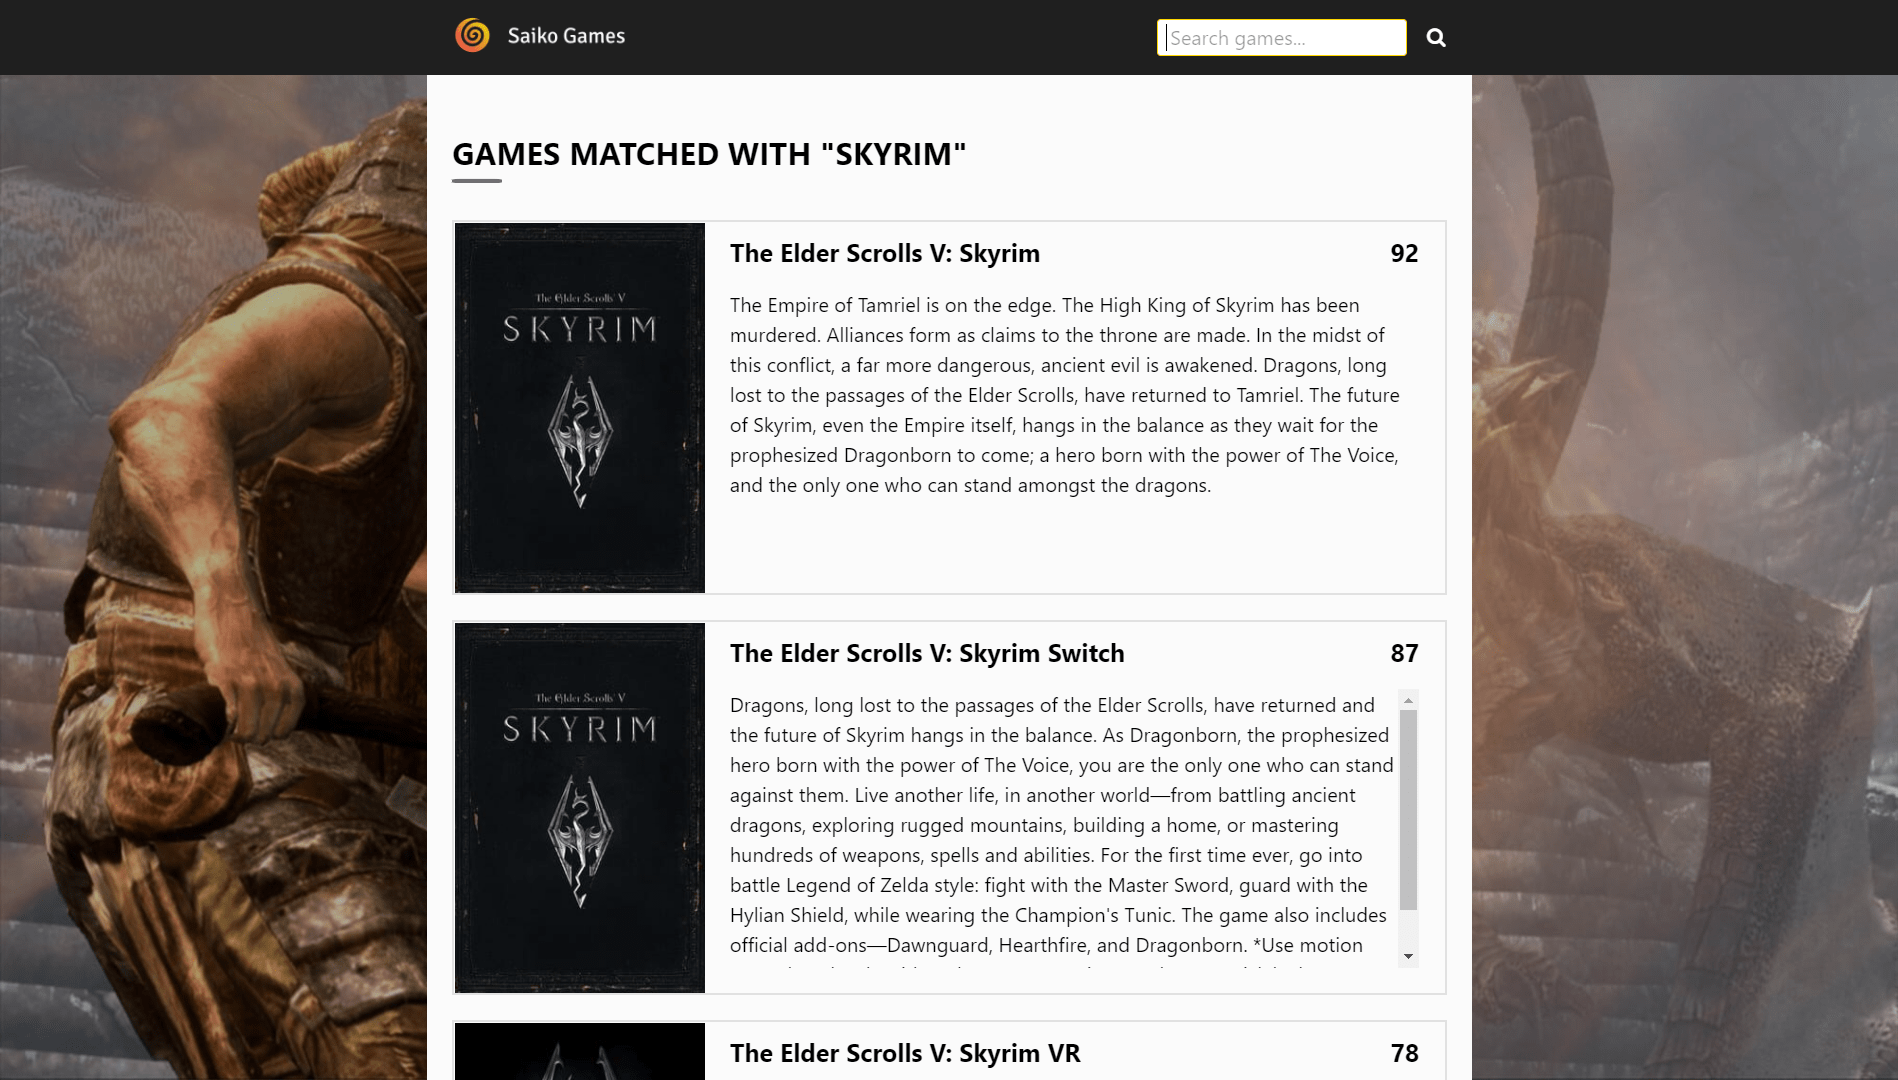 Saiko Games
Search games...
GAMES MATCHED WITH "SKYRIM"
The Elder Scrolls V
SKYRIM
The Elder Scrolls V: Skyrim
92
The Empire of Tamriel is on the edge. The High King of Skyrim has been
murdered. Alliances form as claims to the throne are made. In the midst of
this conflict, a far more dangerous, ancient evil is awakened. Dragons, long
lost to the passages of the Elder Scrolls, have returned to Tamriel. The future
of Skyrim, even the Empire itself, hangs in the balance as they wait for the
prophesized Dragonborn to come; a hero born with the power of The Voice,
and the only one who can stand amongst the dragons.
The Elder Scrolls V
SKYRIM
The Elder Scrolls V: Skyrim Switch
87
Dragons, long lost to the passages of the Elder Scrolls, have returned and
the future of Skyrim hangs in the balance. As Dragonborn, the prophesized
hero born with the power of The Voice, you are the only one who can stand
against them. Live another life, in another world—from battling ancient
dragons, exploring rugged mountains, building a home, or mastering
hundreds of weapons, spells and abilities. For the first time ever, go into
battle Legend of Zelda style: fight with the Master Sword, guard with the
Hylian Shield, while wearing the Champion's Tunic. The game also includes
official add-ons—Dawnguard, Hearthfire, and Dragonborn. *Use motion
The Elder Scrolls V: Skyrim VR
78